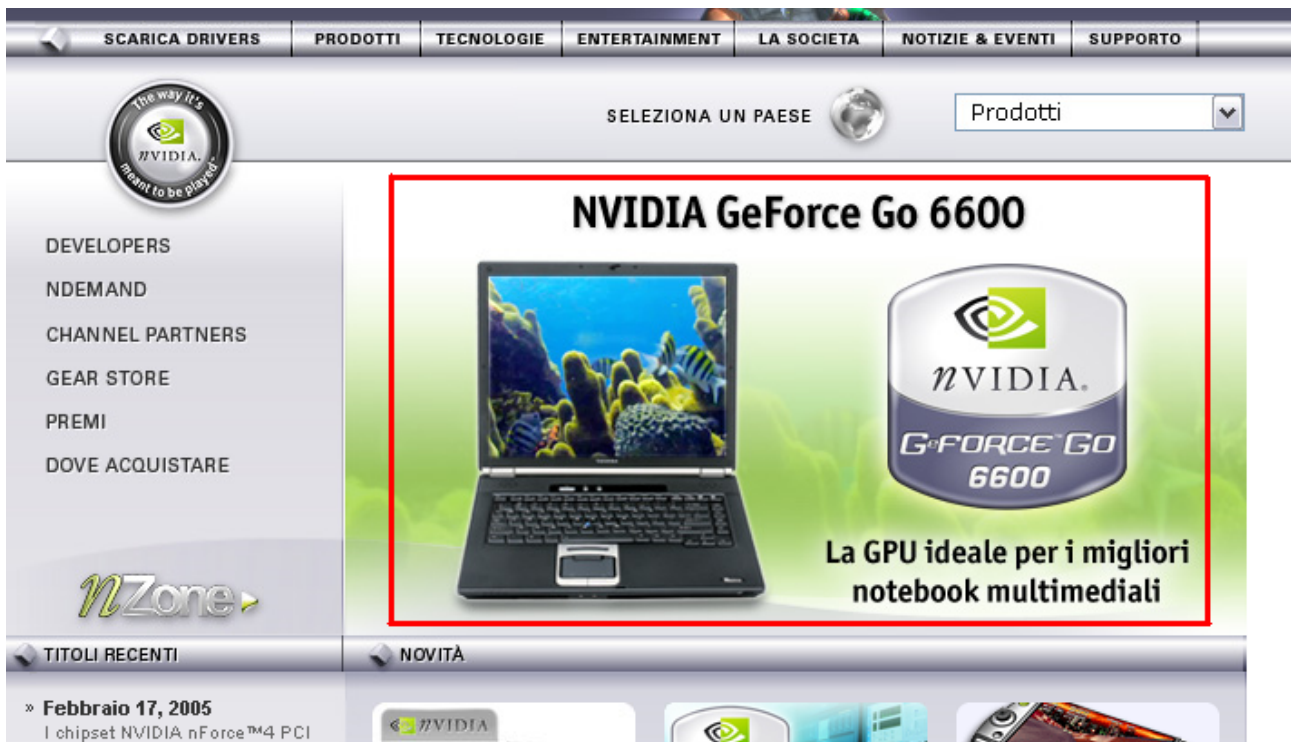 SCARICA DRIVERS
PRODOTTI
TECNOLOGIE
ENTERTAINMENT
LA SOCIETA
NOTIZIE & EVENTI
SUPPORTO
The way it's
NVIDIA.
meant to be played
SELEZIONA UN PAESE
Prodotti
DEVELOPERS
NDEMAND
CHANNEL PARTNERS
GEAR STORE
PREMI
DOVE ACQUISTARE
nZone
NVIDIA GeForce Go 6600
nVIDIA.
GeFORCE™ GO
6600
La GPU ideale per i migliori
notebook multimediali
TITOLI RECENTI
NOVITÀ
» Febbraio 17, 2005
I chipset NVIDIA nForce™4 PCI
nVIDIA